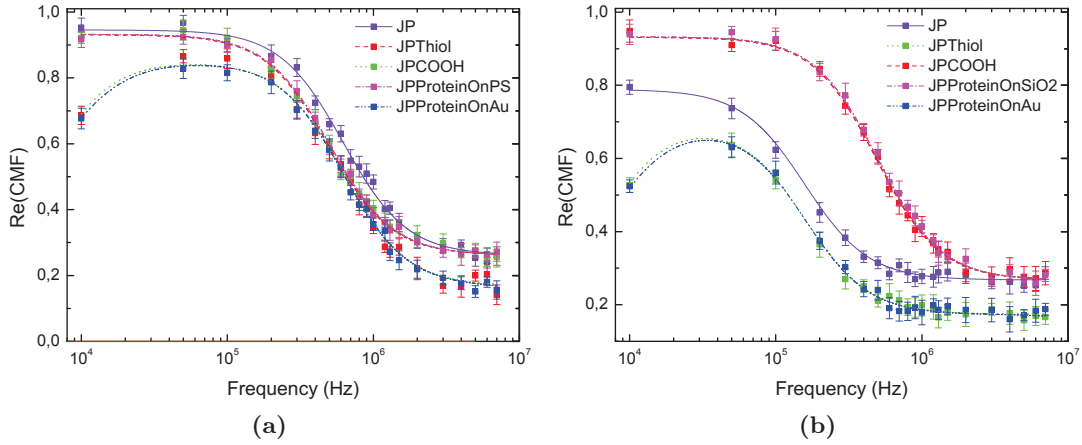 (a)
JP
JPThiol
JPCOOH
JPProteinOnPS
JPProteinOnAu
Re(CMF)
1,0
0,8
0,6
0,4
0,2
0,0
10⁴
10⁵
10⁶
10⁷
Frequency (Hz)
(a)
(b)
JP
JPThiol
JPCOOH
JPProteinOnSiO2
JPProteinOnAu
Re(CMF)
1,0
0,8
0,6
0,4
0,2
10⁴
10⁵
10⁶
10⁷
Frequency (Hz)
(b)